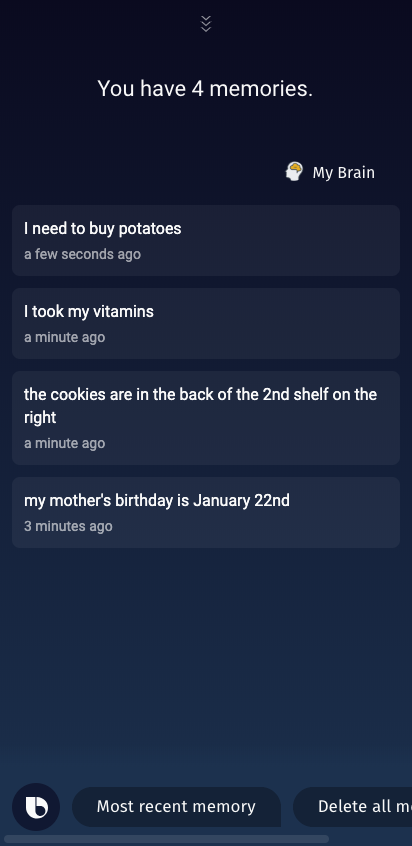 You have 4 memories.
My Brain
I need to buy potatoes
a few seconds ago
I took my vitamins
a minute ago
the cookies are in the back of the 2nd shelf on the
right
a minute ago
my mother's birthday is January 22nd
3 minutes ago
Most recent memory
Delete all m